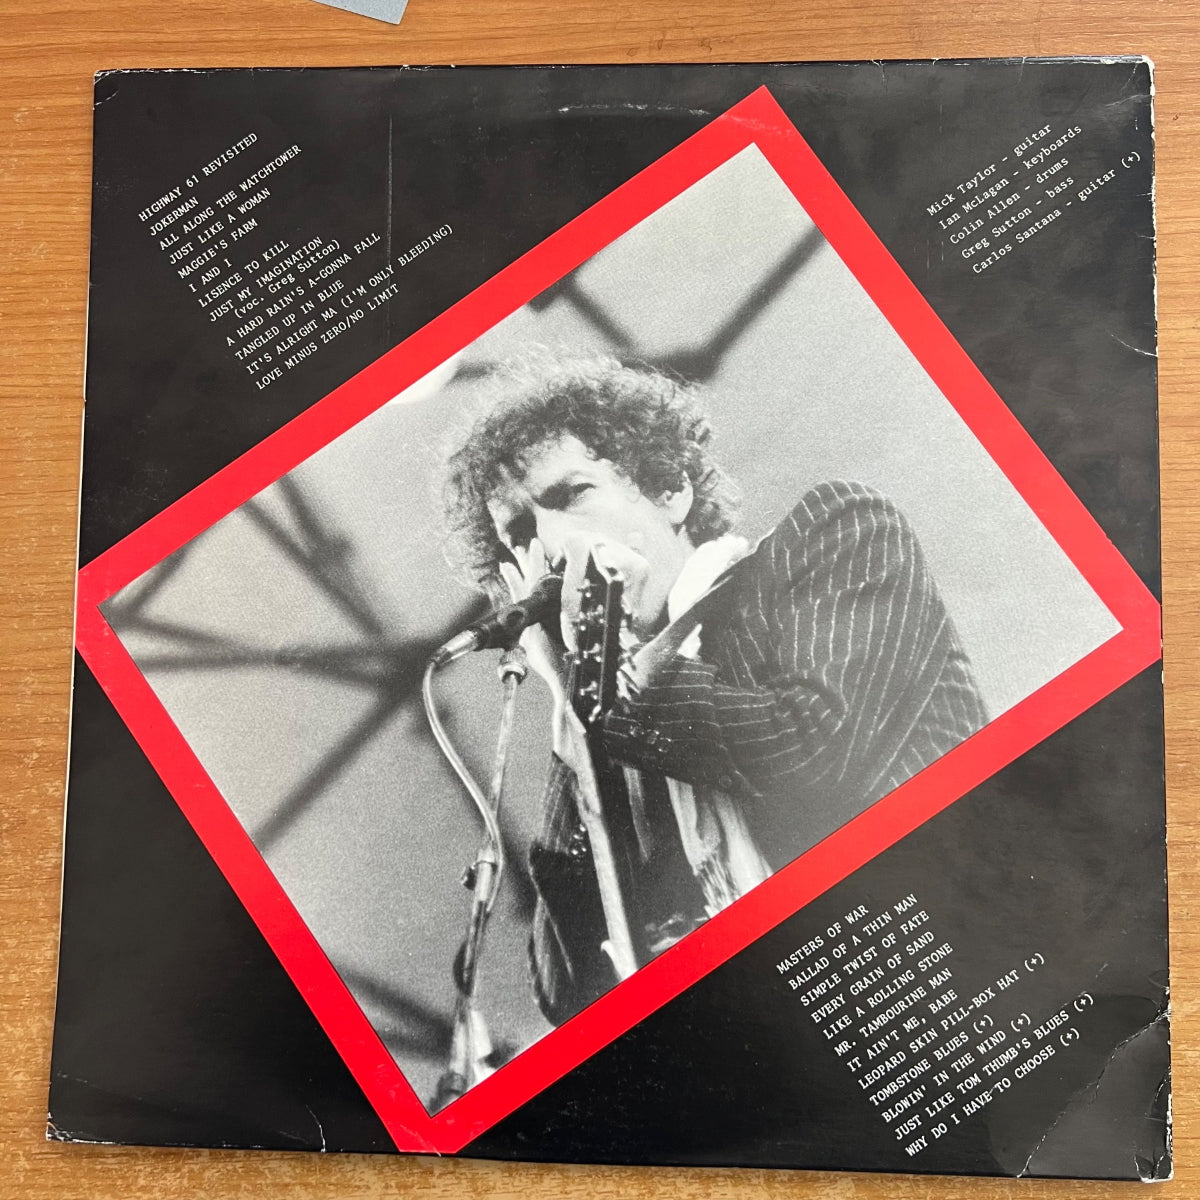 HIGHWAY 61 REVISITED
JOKERMAN
ALL ALONG THE WATCHTOWER
JUST LIKE A WOMAN
MAGGIE'S FARM
I AND I
LISENCE TO KILL
JUST MY IMAGINATION
(voc. Greg Sutton)
A HARD RAIN'S A-GONNA FALL
TANGLED UP IN BLUE
IT'S ALRIGHT MA (I'M ONLY BLEEDING)
LOVE MINUS ZERO/NO LIMIT
Mick Taylor - guitar
Ian McLagan - keyboards
Colin Allen - drums
Greg Sutton - bass
Carlos Santana - guitar (+)
MASTERS OF WAR
BALLAD OF A THIN MAN
SIMPLE TWIST OF FATE
EVERY GRAIN OF SAND
LIKE A ROLLING STONE
MR. TAMBOURINE MAN
IT AIN'T ME, BABE
LEOPARD SKIN PILL-BOX HAT (+)
TOMBSTONE BLUES (+)
BLOWIN' IN THE WIND (+)
JUST LIKE TOM THUMB'S BLUES (+)
WHY DO I HAVE TO CHOOSE (+)